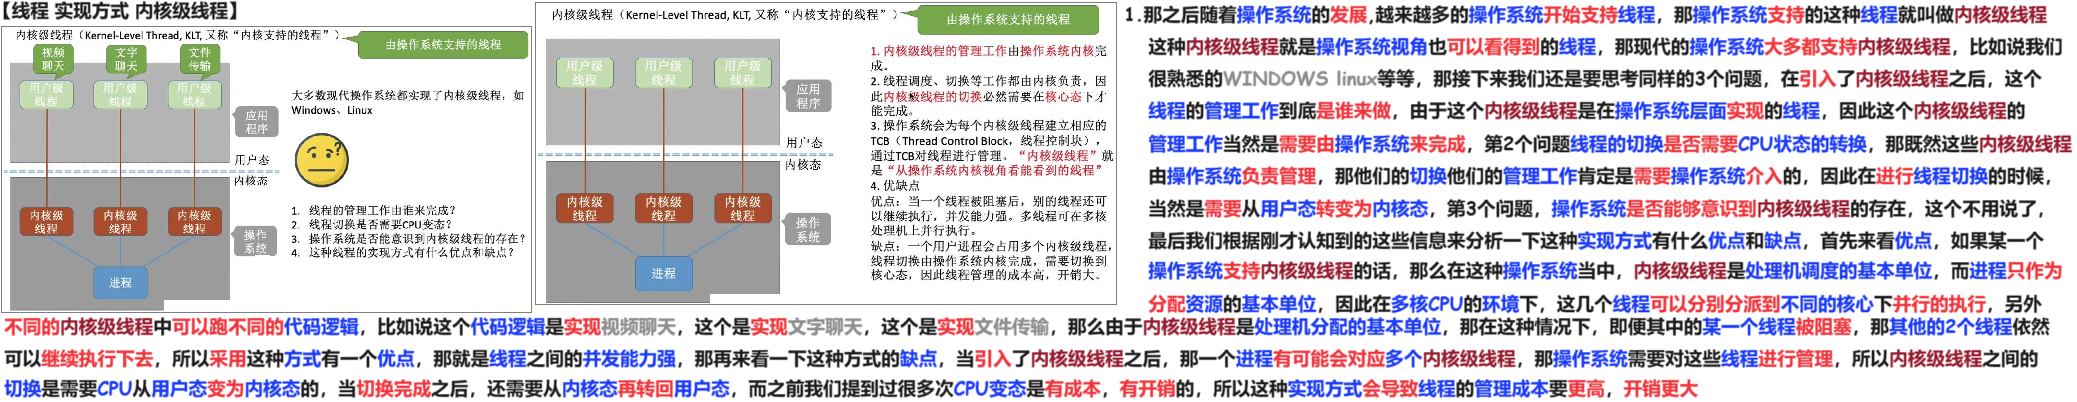 【线程 实现方式 内核级线程】
内核级线程（Kernel-Level Thread, KLT, 又称“内核支持的线程”）
由操作系统支持的线程
视频
聊天
文字
聊天
文件
传输
用户级
线程
用户级
线程
用户级
线程
应用
程序
用户态
内核态
内核级
线程
内核级
线程
内核级
线程
操作
系统
进程
大多数现代操作系统都实现了内核级线程，如
Windows、Linux
1. 线程的管理工作由谁来完成？
2. 线程切换是否需要CPU变态？
3. 操作系统是否能意识到内核级线程的存在？
4. 这种线程的实现方式有什么优点和缺点？
内核级线程（Kernel-Level Thread, KLT, 又称“内核支持的线程”）
由操作系统支持的线程
用户级
线程
用户级
线程
用户级
线程
应用
程序
用户态
内核态
内核级
线程
内核级
线程
内核级
线程
操作
系统
进程
1. 内核级线程的管理工作由操作系统内核完
成。
2. 线程调度、切换等工作都由内核负责，因
此内核级线程的切换必然需要在核心态下才
能完成。
3. 操作系统会为每个内核级线程建立相应的
TCB（Thread Control Block，线程控制块），
通过TCB对线程进行管理。“内核级线程”就
是“从操作系统内核视角看能看到的线程”
4. 优缺点
优点：当一个线程被阻塞后，别的线程还可
以继续执行，并发能力强。多线程可在多核
处理机上并行执行。
缺点：一个用户进程会占用多个内核级线程，
线程切换由操作系统内核完成，需要切换到
核心态，因此线程管理的成本高，开销大。
1.那之后随着操作系统的发展,越来越多的操作系统开始支持线程，那操作系统支持的这种线程就叫做内核级线程
这种内核级线程就是操作系统视角也可以看得到的线程，那现代的操作系统大多都支持内核级线程，比如说我们
很熟悉的WINDOWS linux等等，那接下来我们还是要思考同样的3个问题，在引入了内核级线程之后，这个
线程的管理工作到底是谁来做，由于这个内核级线程是在操作系统层面实现的线程，因此这个内核级线程的
管理工作当然是需要由操作系统来完成，第2个问题线程的切换是否需要CPU状态的转换，那既然这些内核级线程
由操作系统负责管理，那他们的切换他们的管理工作肯定是需要操作系统介入的，因此在进行线程切换的时候，
当然是需要从用户态转变为内核态，第3个问题，操作系统是否能够意识到内核级线程的存在，这个不用说了，
最后我们根据刚才认知到的这些信息来分析一下这种实现方式有什么优点和缺点，首先来看优点，如果某一个
操作系统支持内核级线程的话，那么在这种操作系统当中，内核级线程是处理机调度的基本单位，而进程只作为
分配资源的基本单位，因此在多核CPU的环境下，这几个线程可以分别分派到不同的核心下并行的执行，另外
不同的内核级线程中可以跑不同的代码逻辑，比如说这个代码逻辑是实现视频聊天，这个是实现文字聊天，这个是实现文件传输，那么由于内核级线程是处理机分配的基本单位，那在这种情况下，即便其中的某一个线程被阻塞，那其他的2个线程依然
可以继续执行下去，所以采用这种方式有一个优点，那就是线程之间的并发能力强，那再来看一下这种方式的缺点，当引入了内核级线程之后，那一个进程有可能会对应多个内核级线程，那操作系统需要对这些线程进行管理，所以内核级线程之间的
切换是需要CPU从用户态变为内核态的，当切换完成之后，还需要从内核态再转回用户态，而之前我们提到过很多次CPU变态是有成本，有开销的，所以这种实现方式会导致线程的管理成本要更高，开销更大